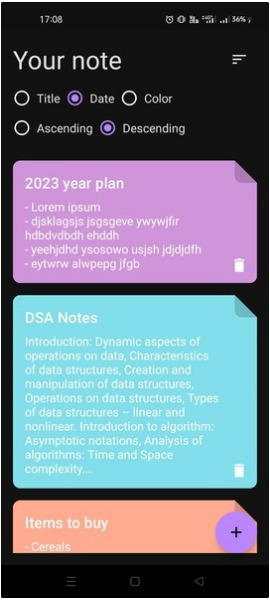 17:08
36%
Your note
Title Date Color
Ascending Descending
2023 year plan
- Lorem ipsum
- djsklagsjs jsgsgeve ywywjfir
hdbdvdbdh ehddh
- yeehjdhd ysosowo usjsh jdjdjdfh
- eytwrw alwpepg jfgb
DSA Notes
Introduction: Dynamic aspects of
operations on data, Characteristics
of data structures, Creation and
manipulation of data structures,
Operations on data structures, Types
of data structures – linear and
nonlinear. Introduction to algorithm:
Asymptotic notations, Analysis of
algorithms: Time and Space
complexity....
Items to buy
- Cereals